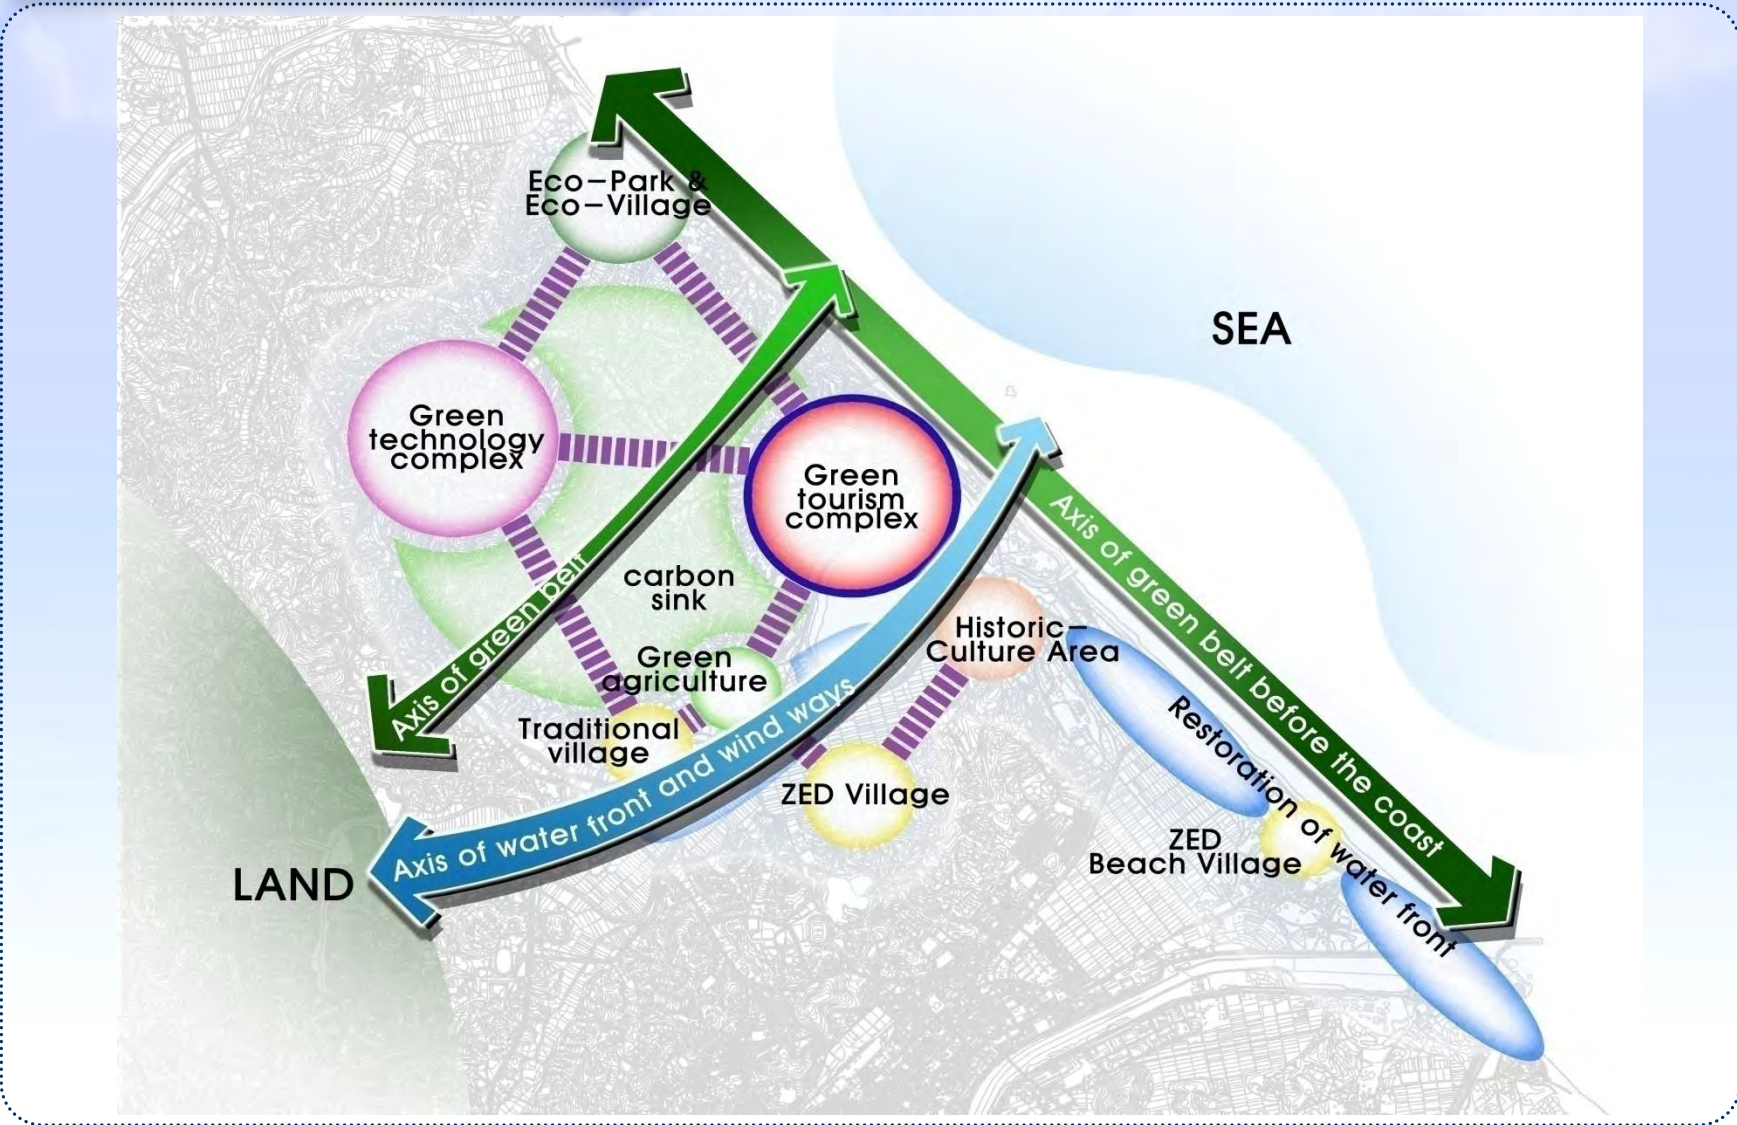 Eco–Park &
Eco–Village
SEA
Green
technology
complex
Green
tourism
complex
Axis of green belt before the coast
carbon
sink
Axis of green belt
Historic–
Culture Area
Green
agriculture
Traditional
village
Axis of water front and wind ways
ZED Village
Restoration of water front
ZED
Beach Village
LAND